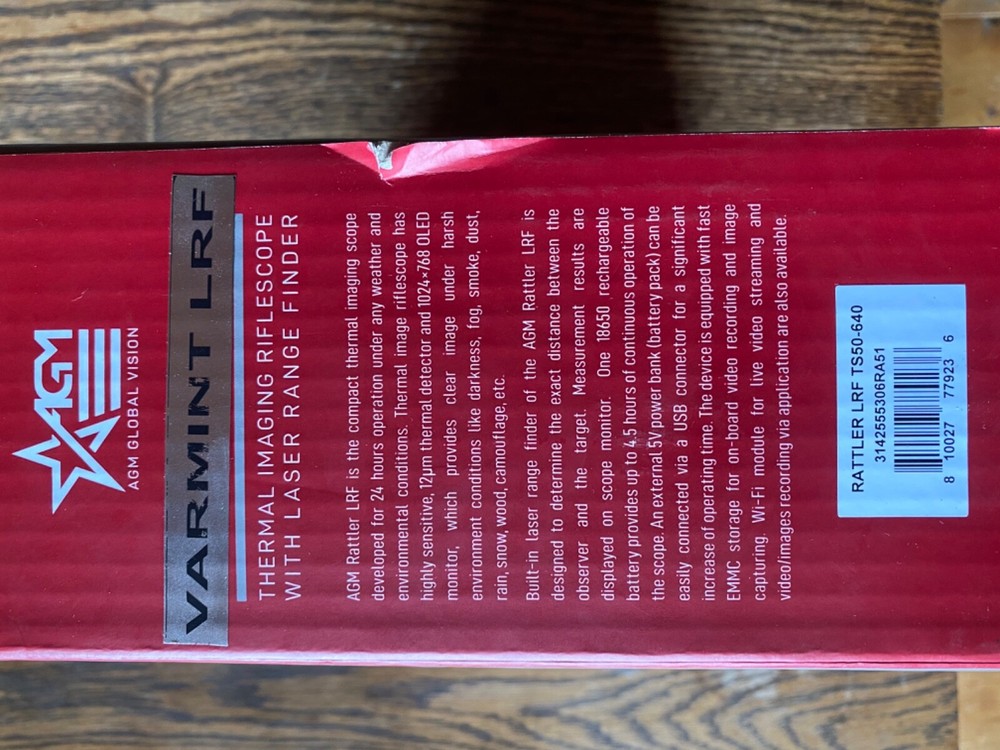 AGM
AGM GLOBAL VISION
VARMINT LRF
THERMAL IMAGING RIFLESCOPE
WITH LASER RANGE FINDER
AGM Rattler LRF is the compact thermal imaging scope
developed for 24 hours operation under any weather and
environmental conditions. Thermal image riflescope has
highly sensitive, 12μm thermal detector and 1024×768 OLED
monitor, which provides clear image under harsh
environment conditions like darkness, fog, smoke, dust,
rain, snow, wood, camouflage, etc.
Built-in laser range finder of the AGM Rattler LRF is
designed to determine the exact distance between the
observer and the target. Measurement results are
displayed on scope monitor. One 18650 rechargeable
battery provides up to 4,5 hours of continuous operation of
the scope. An external 5V power bank (battery pack) can be
easily connected via a USB connector for a significant
increase of operating time. The device is equipped with fast
EMMC storage for on-board video recording and image
capturing. Wi-Fi module for live video streaming and
video/images recording via application are also available.
RATTLER LRF TS50-640
3142555306RA51
8 10027 77923 6